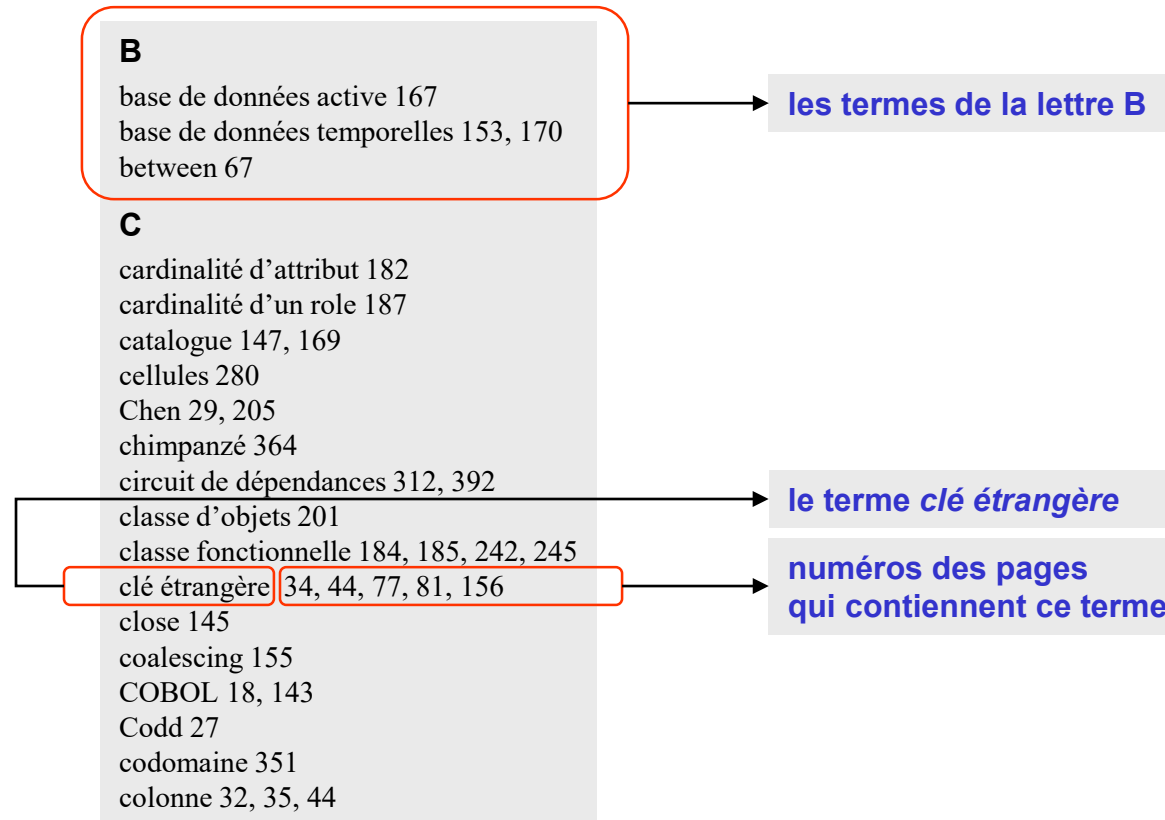 B
base de données active 167
base de données temporelles 153, 170
between 67
les termes de la lettre B
C
cardinalité d’attribut 182
cardinalité d’un role 187
catalogue 147, 169
cellules 280
Chen 29, 205
chimpanzé 364
circuit de dépendances 312, 392
classe d’objets 201
classe fonctionnelle 184, 185, 242, 245
clé étrangère 34, 44, 77, 81, 156
close 145
coalescing 155
COBOL 18, 143
Codd 27
codomaine 351
colonne 32, 35, 44
le terme clé étrangère
numéros des pages
qui contiennent ce terme